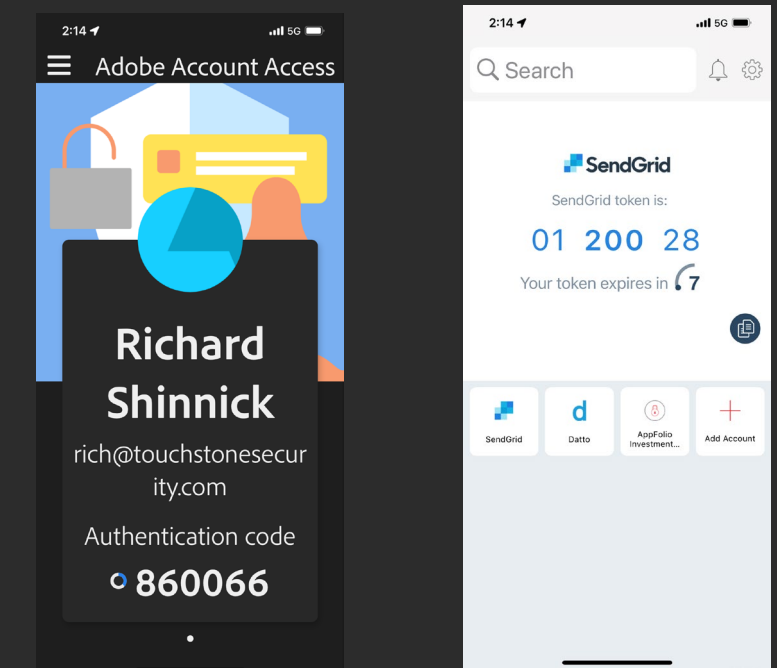 2:14
5G
Adobe Account Access
Richard
Shinnick
rich@touchstonesecur
ity.com
Authentication code
860066
2:14
5G
Search
SendGrid
SendGrid token is:
01 200 28
Your token expires in 7
SendGrid
Datto
AppFolio
Investment...
Add Account